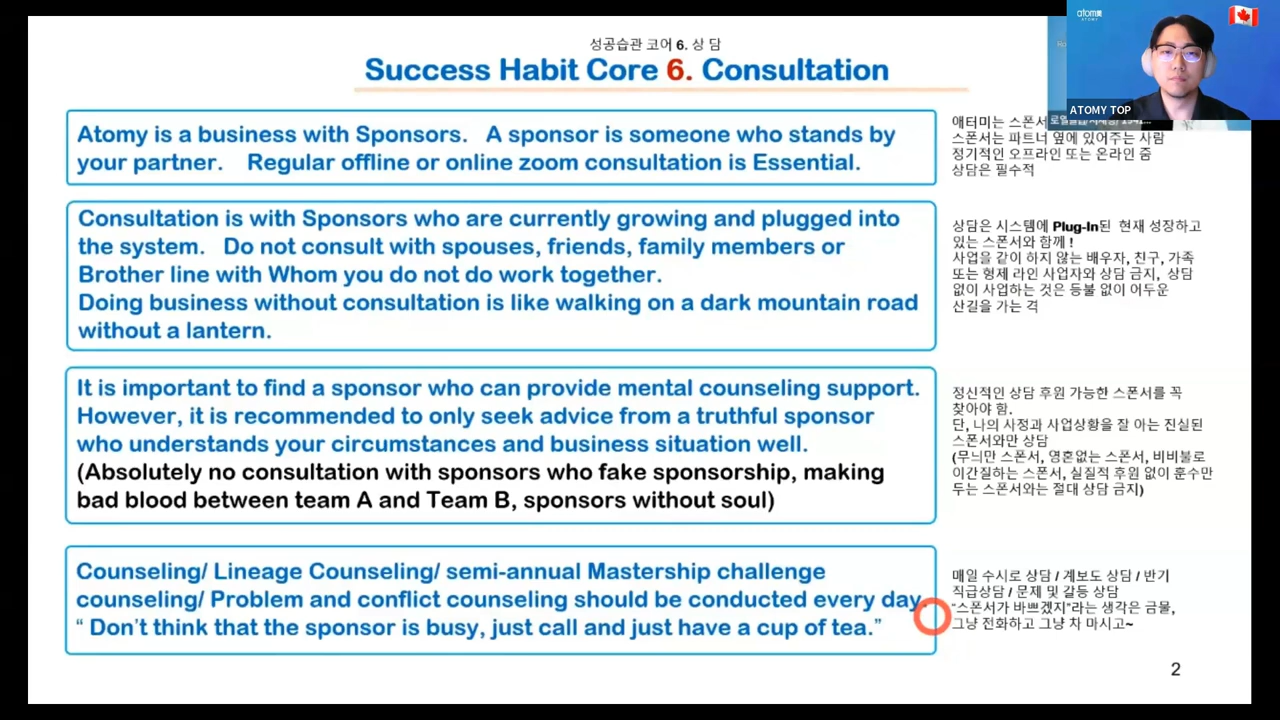 성공습관 코어 6. 상 담
Success Habit Core 6. Consultation
atom美
ATOMY
ATOMY TOP
Atomy is a business with Sponsors. A sponsor is someone who stands by
your partner. Regular offline or online zoom consultation is Essential.
애터미는 스폰서
스폰서는 파트너 옆에 있어주는 사람
정기적인 오프라인 또는 온라인 줌
상담은 필수적
Consultation is with Sponsors who are currently growing and plugged into
the system. Do not consult with spouses, friends, family members or
Brother line with Whom you do not do work together.
Doing business without consultation is like walking on a dark mountain road
without a lantern.
상담은 시스템에 Plug-In된 현재 성장하고
있는 스폰서와 함께 !
사업을 같이 하지 않는 배우자, 친구, 가족
또는 형제 라인 사업자와 상담 금지, 상담
없이 사업하는 것은 등불 없이 어두운
산길을 가는 격
It is important to find a sponsor who can provide mental counseling support.
However, it is recommended to only seek advice from a truthful sponsor
who understands your circumstances and business situation well.
(Absolutely no consultation with sponsors who fake sponsorship, making
bad blood between team A and Team B, sponsors without soul)
정신적인 상담 후원 가능한 스폰서를 꼭
찾아야 함.
단, 나의 사정과 사업상황을 잘 아는 진실된
스폰서와만 상담
(무늬만 스폰서, 영혼없는 스폰서, 비비불로
이간질하는 스폰서, 실질적 후원 없이 훈수만
두는 스폰서와는 절대 상담 금지)
Counseling/ Lineage Counseling/ semi-annual Mastership challenge
counseling/ Problem and conflict counseling should be conducted every day.
“ Don’t think that the sponsor is busy, just call and just have a cup of tea.”
매일 수시로 상담 / 계보도 상담 / 반기
직급상담 / 문제 및 갈등 상담
“스폰서가 바쁘겠지”라는 생각은 금물,
그냥 전화하고 그냥 차 마시고~
2